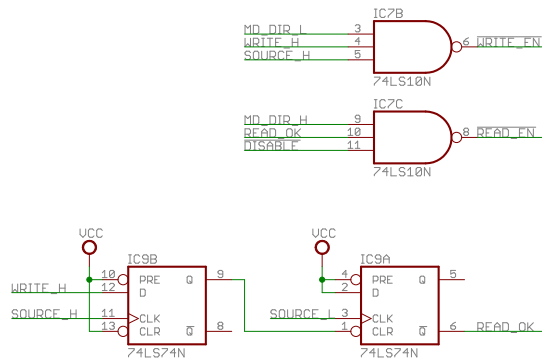 IC7B
MD_DIR_L 3
WRITE_H 4
SOURCE_H 5
6 WRITE_EN
74LS10N
IC7C
MD_DIR_H 9
READ_OK 10
DISABLE 11
8 READ_EN
74LS10N
VCC
IC9B
10 PRE Q 9
WRITE_H 12 D
SOURCE_H 11 CLK
13 CLR Q 8
74LS74N
VCC
IC9A
4 PRE Q 5
2 D
SOURCE_L 3 CLK
1 CLR Q 6 READ_OK
74LS74N